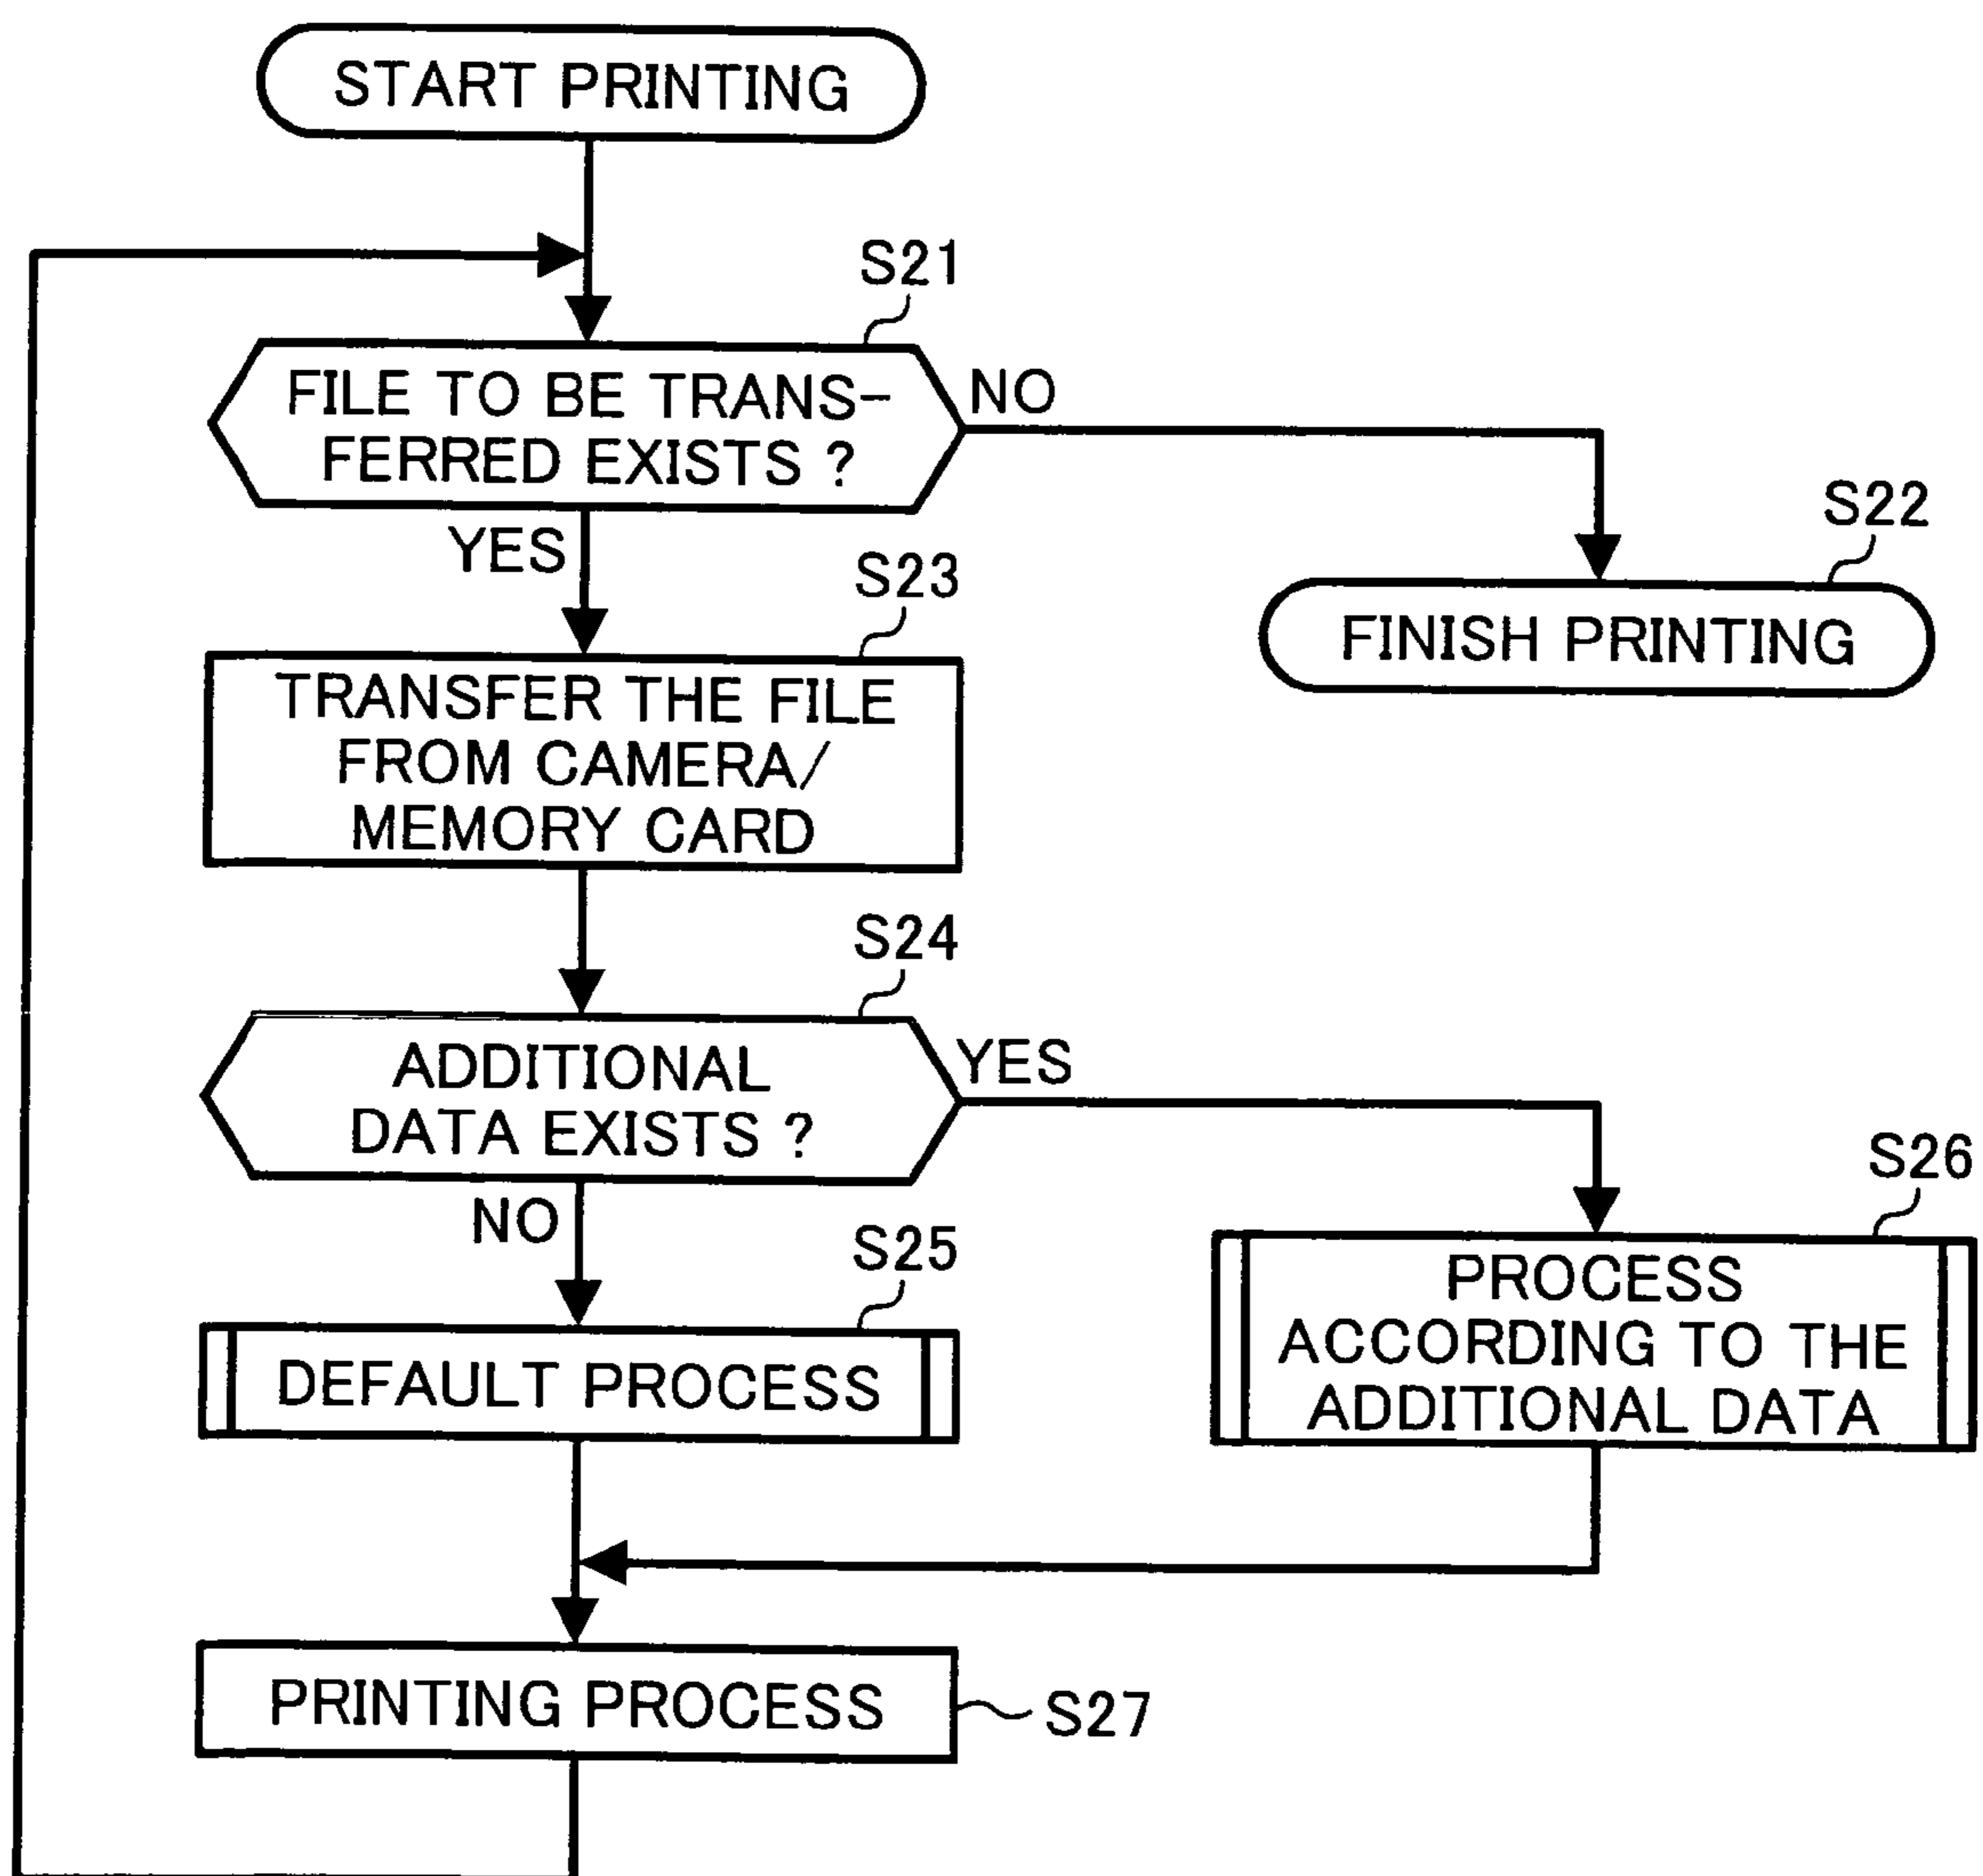 START PRINTING
S21
FILE TO BE TRANS-
FERRED EXISTS ?
NO
YES
S22
FINISH PRINTING
S23
TRANSFER THE FILE
FROM CAMERA/
MEMORY CARD
S24
ADDITIONAL
DATA EXISTS ?
YES
NO
S26
PROCESS
ACCORDING TO THE
ADDITIONAL DATA
S25
DEFAULT PROCESS
PRINTING PROCESS
S27